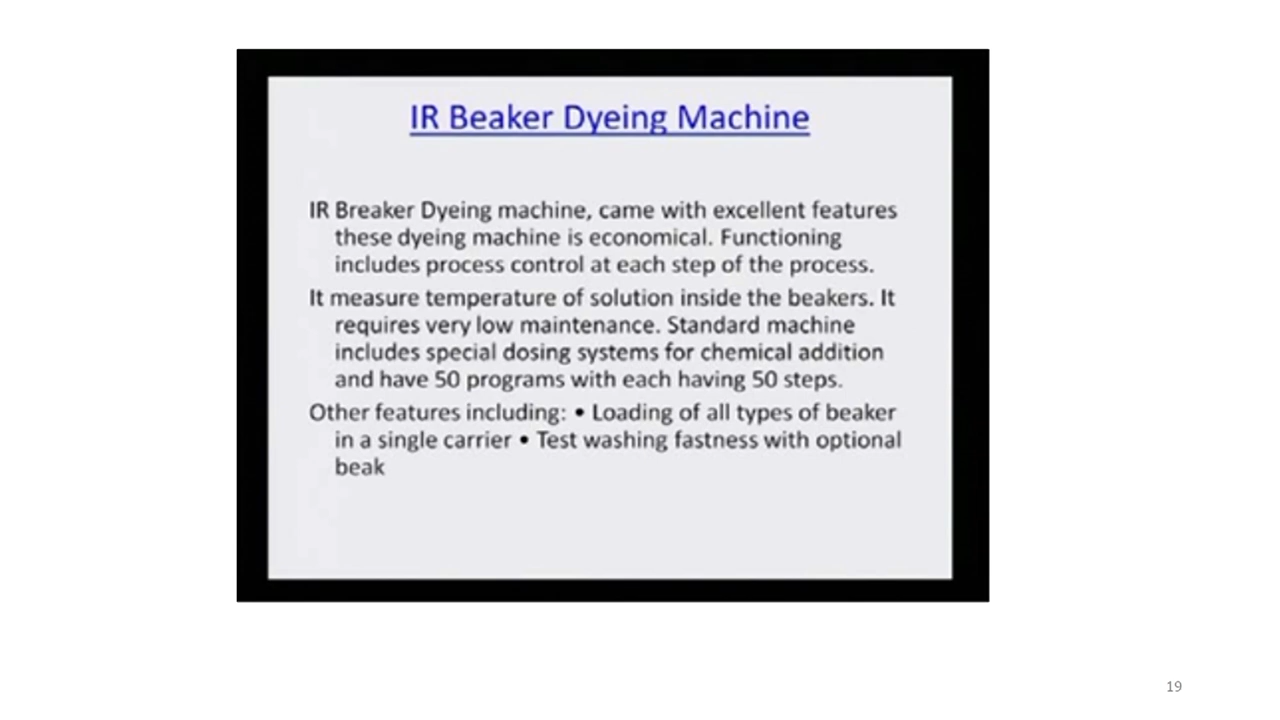 IR Beaker Dyeing Machine
IR Breaker Dyeing machine, came with excellent features
these dyeing machine is economical. Functioning
includes process control at each step of the process.
It measure temperature of solution inside the beakers. It
requires very low maintenance. Standard machine
includes special dosing systems for chemical addition
and have 50 programs with each having 50 steps.
Other features including: • Loading of all types of beaker
in a single carrier • Test washing fastness with optional
beak
19